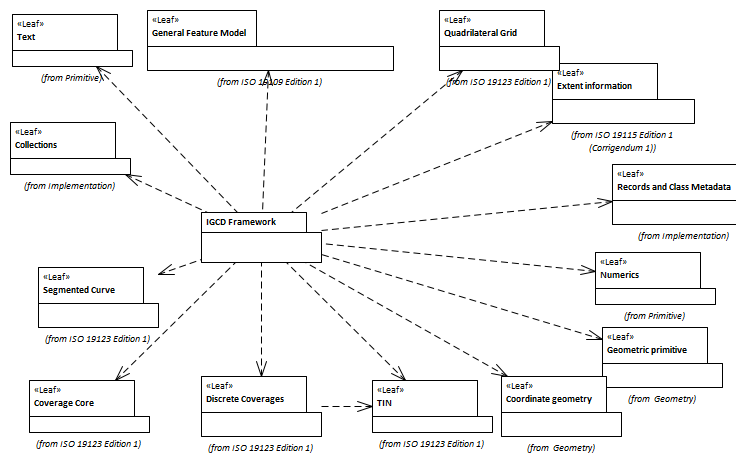 «Leaf»
Text
(from Primitive)
«Leaf»
General Feature Model
(from ISO 19109 Edition 1)
«Leaf»
Quadrilateral Grid
(from ISO 19123 Edition 1)
«Leaf»
Extent information
(from ISO 19115 Edition 1
(Corrigendum 1))
«Leaf»
Collections
(from Implementation)
«Leaf»
Records and Class Metadata
(from Implementation)
IGCD Framework
«Leaf»
Segmented Curve
(from ISO 19123 Edition 1)
«Leaf»
Numerics
(from Primitive)
«Leaf»
Geometric primitive
(from  Geometry)
«Leaf»
Coverage Core
(from ISO 19123 Edition 1)
«Leaf»
Discrete Coverages
(from ISO 19123 Edition 1)
«Leaf»
TIN
(from ISO 19123 Edition 1)
«Leaf»
Coordinate geometry
(from  Geometry)